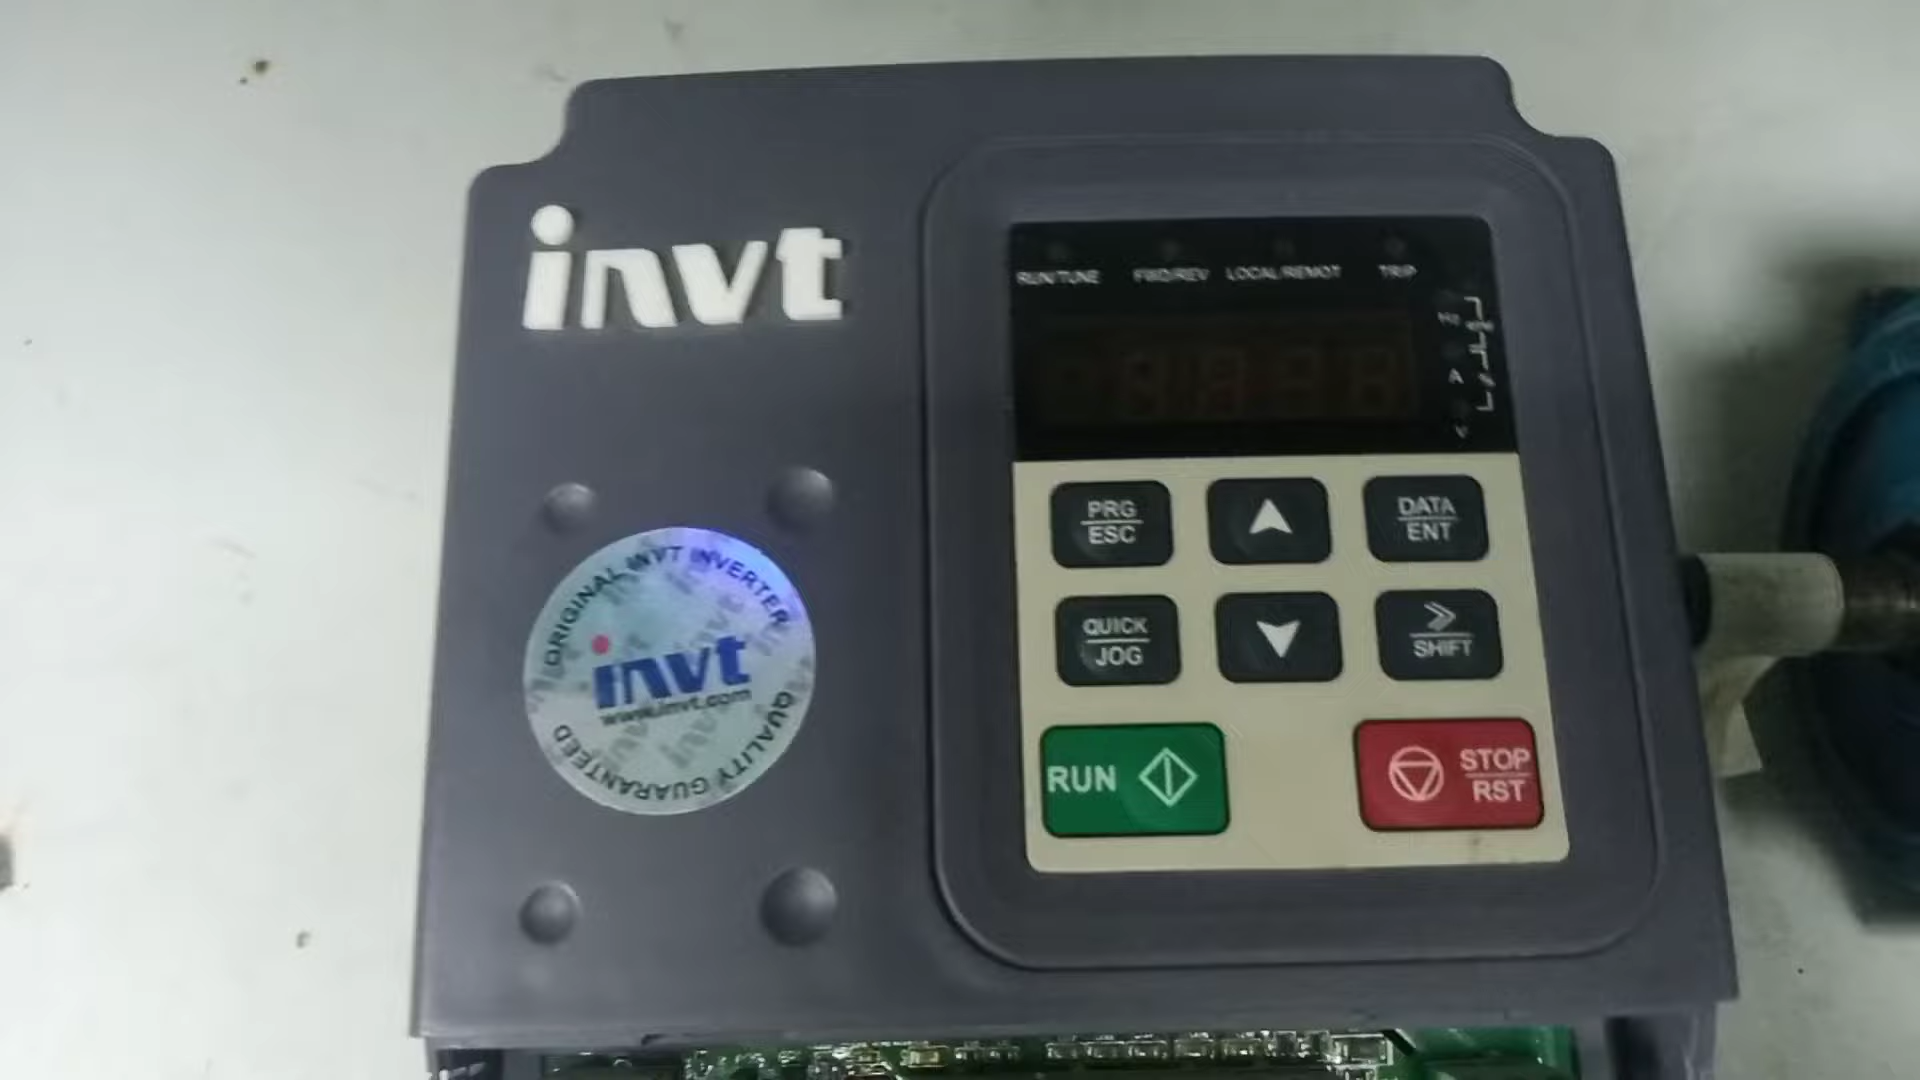 invt
RUN/TUNE FWD/REV LOCAL/REMOT TRIP
Hz
A
V
PRG
ESC
DATA
ENT
QUICK
JOG
SHIFT
RUN
STOP
RST
ORIGINAL INVT INVERTER
invt
www.invt.com
QUALITY GUARANTEED